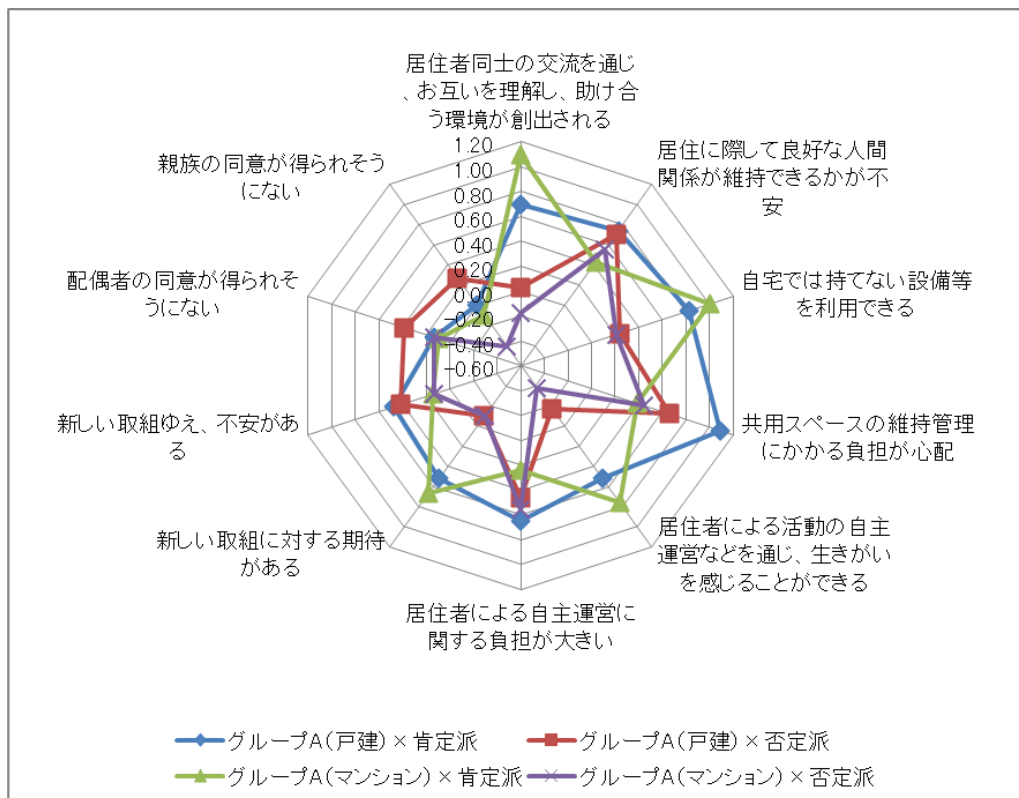 居住者同士の交流を通じ
、お互いを理解し、助け合
う環境が創出される
居住に際して良好な人間
関係が維持できるかが不
安
自宅では持てない設備等
を利用できる
共用スペースの維持管理
にかかる負担が心配
居住者による活動の自主
運営などを通じ、生きがい
を感じることができる
居住者による自主運営に
関する負担が大きい
新しい取組に対する期待
がある
新しい取組ゆえ、不安があ
る
配偶者の同意が得られそ
うにない
親族の同意が得られそう
にない
1.20
1.00
0.80
0.60
0.40
0.20
0.00
-0.20
-0.40
-0.60
グループA(戸建)×肯定派
グループA(戸建)×否定派
グループA(マンション)×肯定派
グループA(マンション)×否定派